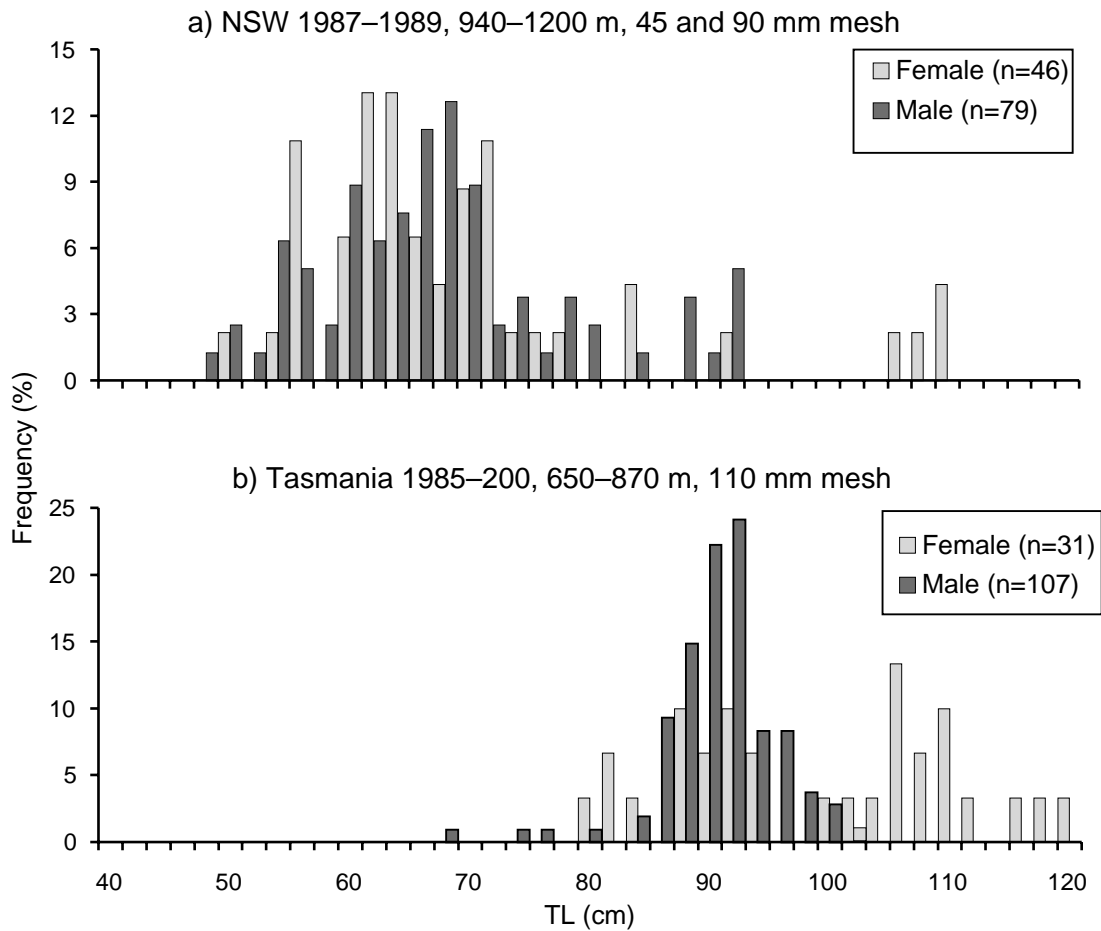 a) NSW 1987–1989, 940–1200 m, 45 and 90 mm mesh
15
12
9
6
3
0
Female (n=46)
Male (n=79)
Frequency (%)
b) Tasmania 1985–200, 650–870 m, 110 mm mesh
25
20
15
10
5
0
Female (n=31)
Male (n=107)
40 50 60 70 80 90 100 110 120
TL (cm)